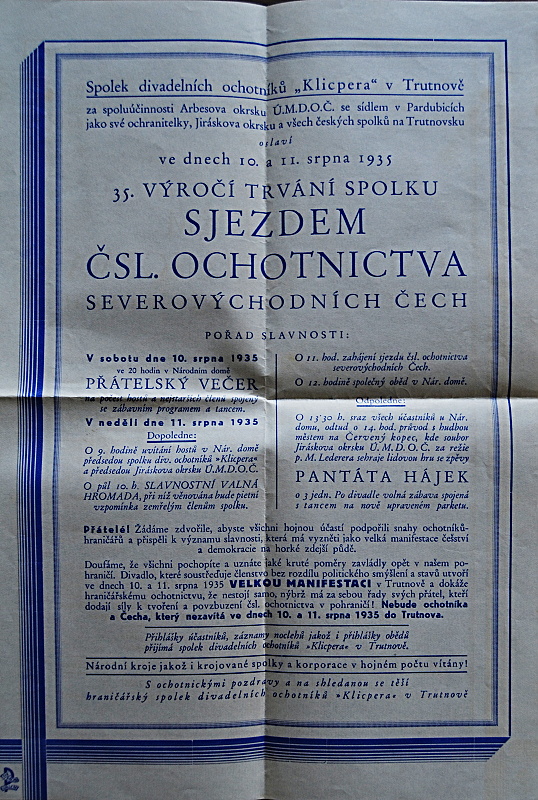 Spolek divadelních ochotníků „Klicpera" v Trutnově
za spoluúčinnosti Arbesova okrsku Ú.M.D.O.Č. se sídlem v Pardubicích
jako své ochranitelky, Jiráskova okrsku a všech českých spolků na Trutnovsku
oslaví
ve dnech 10. a 11. srpna 1935
35. VÝROČÍ TRVÁNÍ SPOLKU
SJEZDEM
ČSL. OCHOTNICTVA
SEVEROVÝCHODNÍCH ČECH
POŘAD SLAVNOSTI:
V sobotu dne 10. srpna 1935
ve 20 hodin v Národním domě
PŘÁTELSKÝ VEČER
na počest hostů a nejstarších členů spojený
se zábavním programem a tancem.
V neděli dne 11. srpna 1935
Dopoledne:
O 9. hodině uvítání hostů v Nár. domě
předsedou spolku div. ochotníků »Klicpera«
a předsedou Jiráskova okrsku Ú.M.D.O.Č.
O půl 10. h. SLAVNOSTNÍ VALNÁ
HROMADA, při níž věnována bude pietní
vzpomínka zemřelým členům spolku.
O 11. hod. zahájení sjezdu čsl. ochotnictva
severovýchodních Čech.
O 12. hodině společný oběd v Nár. domě.
Odpoledne:
O 13'30 h. sraz všech účastníků u Nár.
domu, odtud o 14. hod. průvod s hudbou
městem na Červený kopec, kde soubor
Jiráskova okrsku Ú.M.D.O.Č. za režie
p. M. Lederera sehraje lidovou hru se zpěvy
PANTÁTA HÁJEK
o 3 jedn. Po divadle volná zábava spojená
s tancem na nově upraveném parketu.
Přátelé! Žádáme zdvořile, abyste všichni hojnou účastí podpořili snahy ochotníků-
hraničářů a přispěli k významu slavnosti, která má vyzněti jako velká manifestace češství
a demokracie na horké zdejší půdě.
Doufáme, že všichni pochopíte a uznáte jaké kruté poměry zavládly opět v našem po-
hraničí. Divadlo, které soustřeďuje členstvo bez rozdílu politického smýšlení a stavů utvoří
ve dnech 10. a 11. srpna 1935 VELKOU MANIFESTACI v Trutnově a dokáže
hraničářskému ochotnictvu, že nestojí samo, nýbrž má za sebou řady svých přátel, kteří
dodají síly k tvoření a povzbuzení čsl. ochotnictva v pohraničí! Nebude ochotníka
a Čecha, který nezavítá ve dnech 10. a 11. srpna 1935 do Trutnova.
Přihlášky účastníků, záznamy noclehů jakož i přihlášky obědů
přijímá spolek divadelních ochotníků »Klicpera« v Trutnově.
Národní kroje jakož i krojované spolky a korporace v hojném počtu vítány!
S ochotnickými pozdravy a na shledanou se těší
hraničářský spolek divadelních ochotníků »Klicpera« v Trutnově